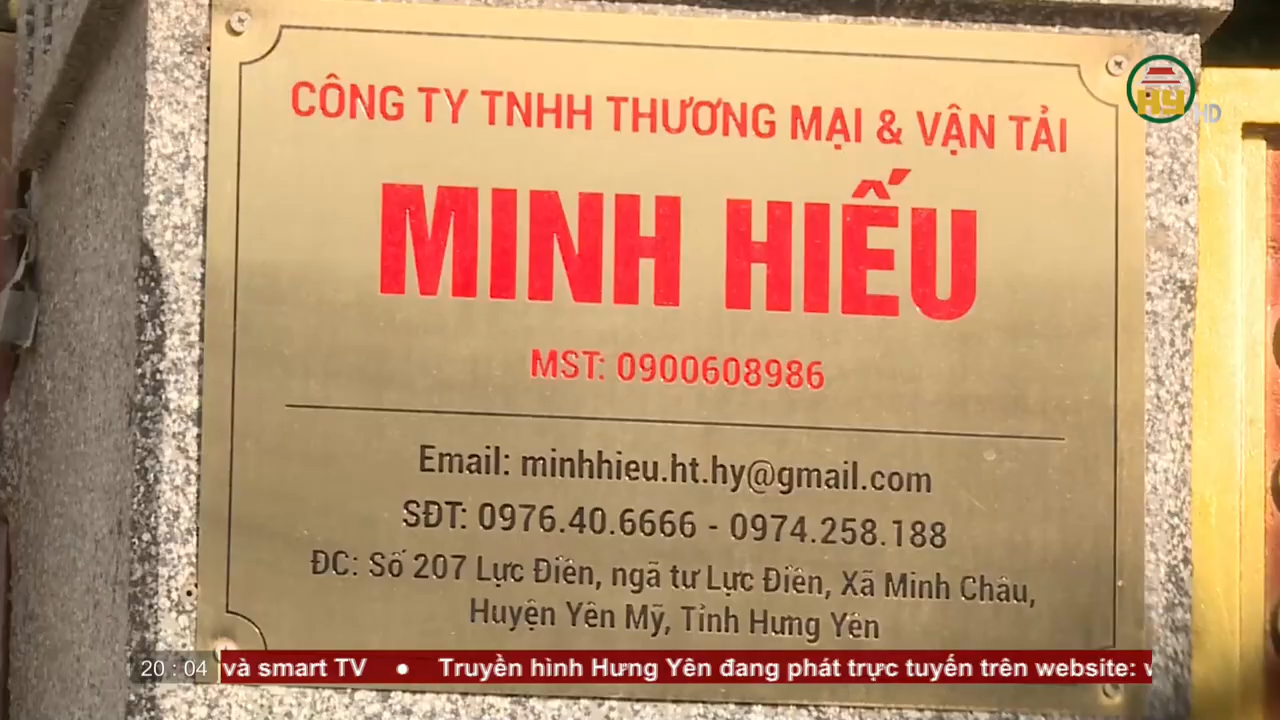 CÔNG TY TNHH THƯƠNG MẠI & VẬN TẢI
HY HD
MINH HIẾU
MST: 0900608986
Email: minhhieu.ht.hy@gmail.com
SĐT: 0976.40.6666 - 0974.258.188
ĐC: Số 207 Lực Điền, ngã tư Lực Điền, Xã Minh Châu,
Huyện Yên Mỹ, Tỉnh Hưng Yên
20 : 04 và smart TV ● Truyền hình Hưng Yên đang phát trực tuyến trên website: